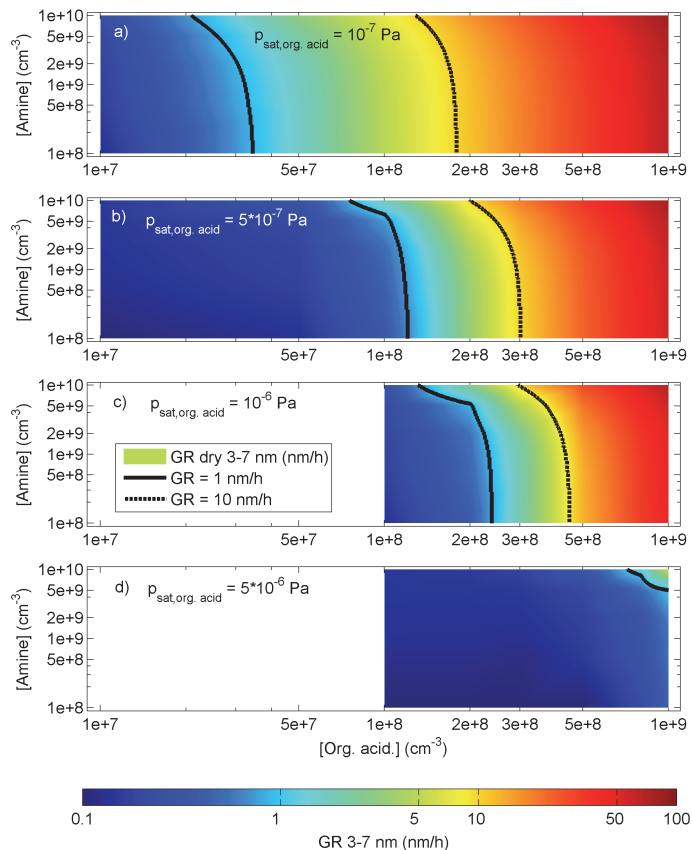 a)
p_sat,org. acid = 10^-7 Pa
[Amine] (cm^-3)
1e+10
5e+9
2e+9
1e+9
5e+8
1e+8
1e+7
5e+7
1e+8
2e+8
3e+8
5e+8
1e+9
b)
p_sat,org. acid = 5*10^-7 Pa
[Amine] (cm^-3)
1e+10
5e+9
2e+9
1e+9
5e+8
1e+8
1e+7
5e+7
1e+8
2e+8
3e+8
5e+8
1e+9
c)
p_sat,org. acid = 10^-6 Pa
[Amine] (cm^-3)
1e+10
5e+9
2e+9
1e+9
5e+8
1e+8
GR dry 3-7 nm (nm/h)
GR = 1 nm/h
GR = 10 nm/h
1e+7
5e+7
1e+8
2e+8
3e+8
5e+8
1e+9
d)
p_sat,org. acid = 5*10^-6 Pa
[Amine] (cm^-3)
1e+10
5e+9
1e+9
5e+8
1e+8
1e+7
5e+7
1e+8
2e+8
3e+8
5e+8
1e+9
[Org. acid.] (cm^-3)
0.1
1
5
10
50
100
GR 3-7 nm (nm/h)